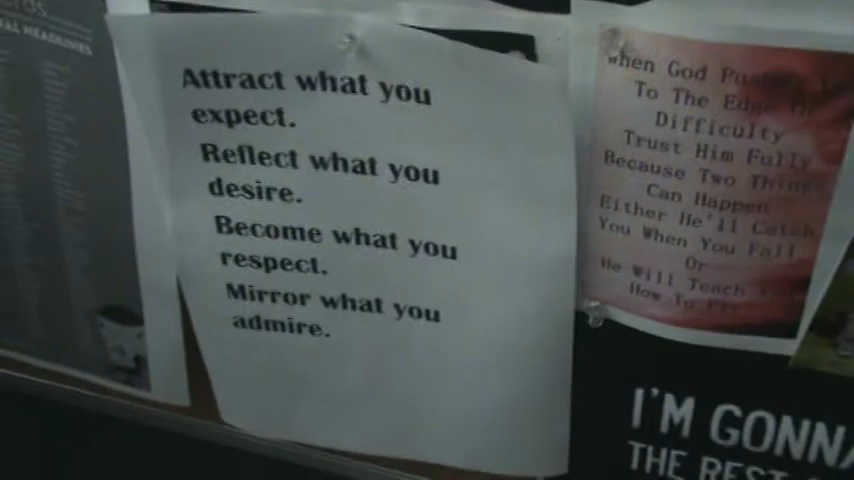 HEADLINES
Attract what you
expect.
Reflect what you
desire.
Become what you
respect.
Mirror what you
admire.
When God
To The Edge
Difficulty
Trust Him Fully
Because Two Things
Can Happen
Either He'll Catch
You When You Fall
Or
He Will Teach
How To
I'M GONNA
THE REST